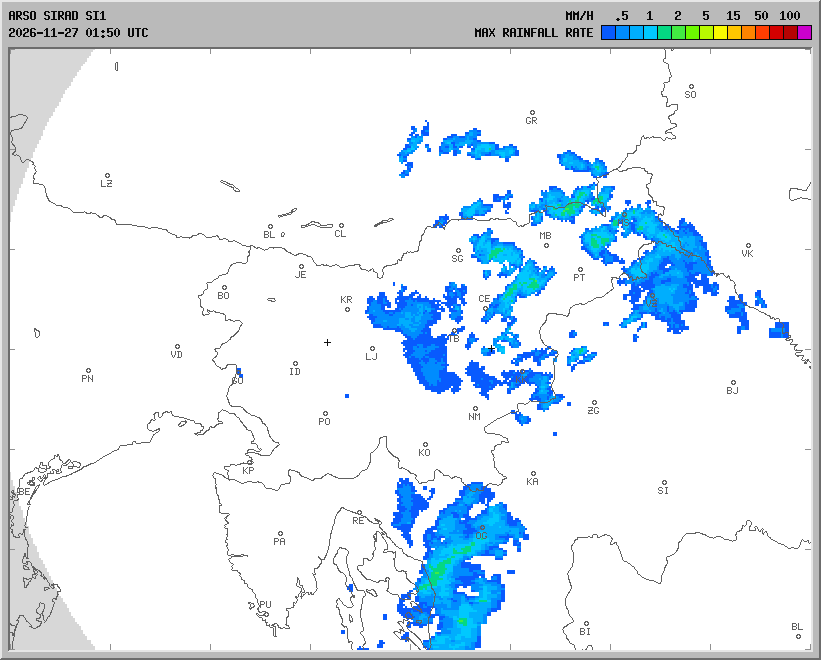 ARSO SIRAD SI1 MM/H .5 1 2 5 15 50 100
2026-11-27 01:50 UTC MAX RAINFALL RATE
SO
GR
LZ
BL CL
MB
SG VK
JE PT
BO KR CE
TB
VD LJ
ID
PN GO BJ
NM ZG
PO
KO
KP KA
BE SI
RE
PA OG
PU
BI BL